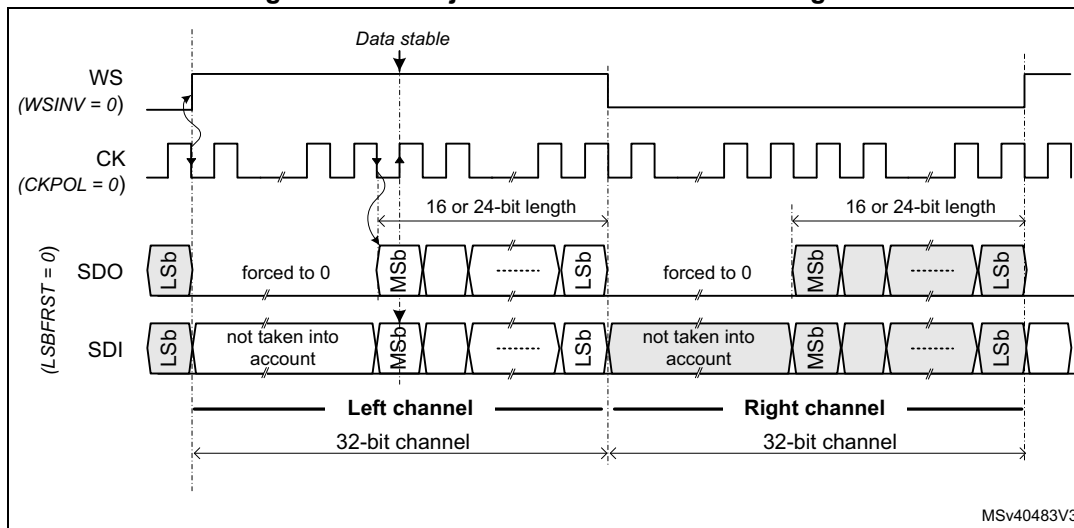 Data stable
WS
(WSINV = 0)
CK
(CKPOL = 0)
16 or 24-bit length
16 or 24-bit length
(LSBFRST = 0)
SDO
LSb
forced to 0
MSb
LSb
forced to 0
MSb
LSb
SDI
LSb
not taken into
account
MSb
LSb
not taken into
account
MSb
LSb
Left channel
Right channel
32-bit channel
32-bit channel
MSv40483V3